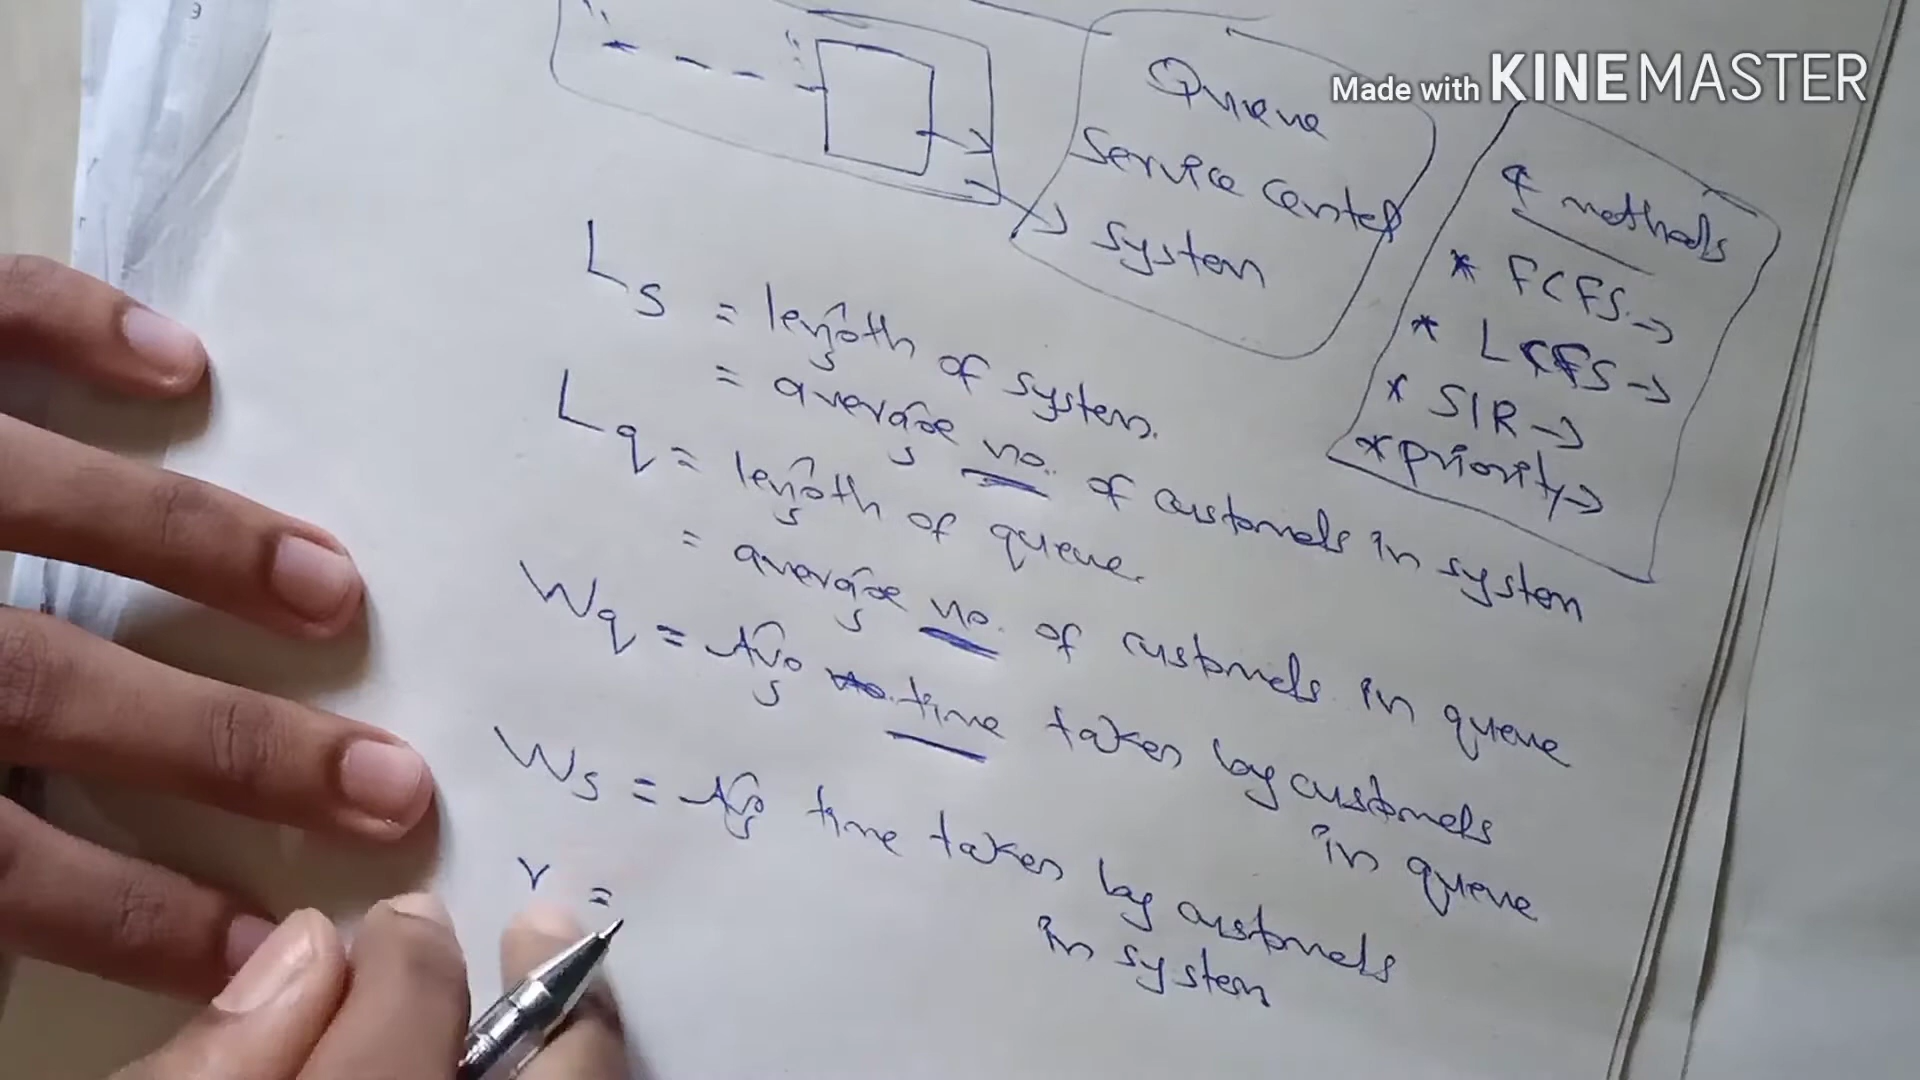 Made with KINEMASTER
Queue
Service Center
System
4 methods
* FCFS →
* LCFS →
* SIR →
* Priority →
Ls = length of system.
= average no. of customers in system
Lq = length of queue.
= average no. of customers in queue
Wq = Avg time taken by customers
in queue
Ws = Avg time taken by customers
in system
r =